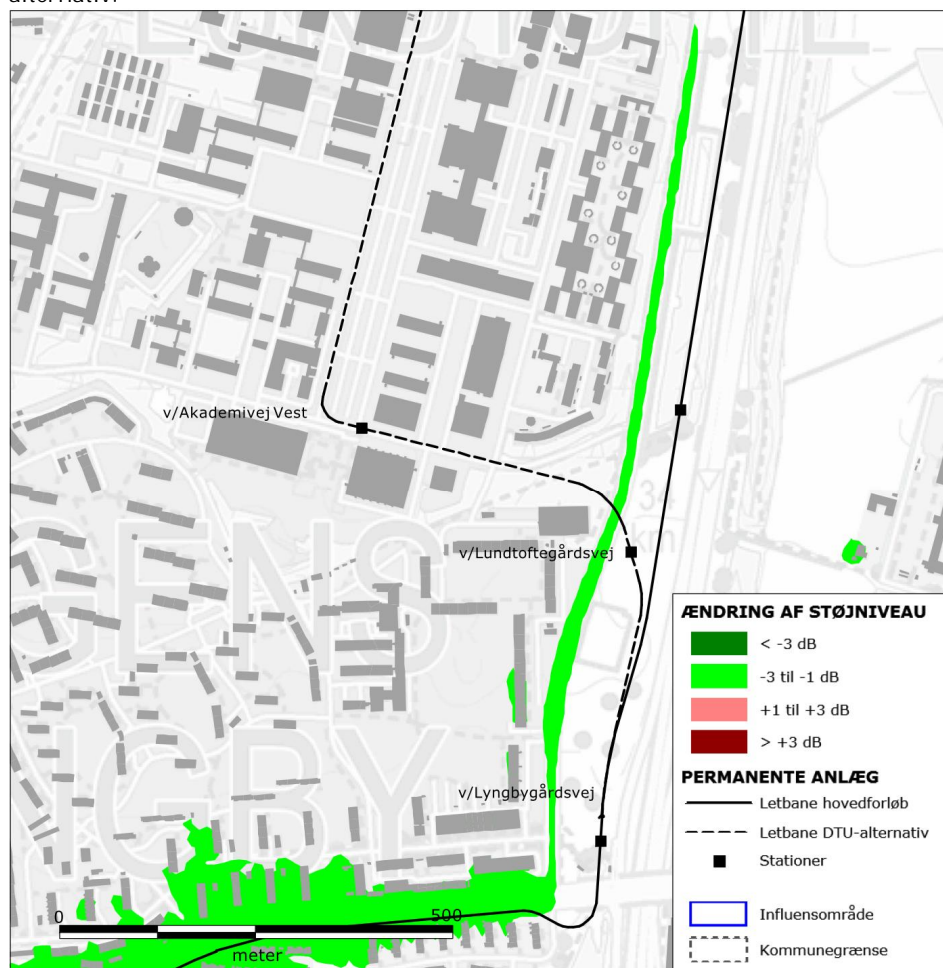 alternativ.
v/Akademivej Vest
v/Lundtoftegårdsvej
v/Lyngbygårdsvej
0
500
meter
ÆNDRING AF STØJNIVEAU
< -3 dB
-3 til -1 dB
+1 til +3 dB
> +3 dB
PERMANENTE ANLÆG
Letbane hovedforløb
Letbane DTU-alternativ
Stationer
Influensområde
Kommunegrænse